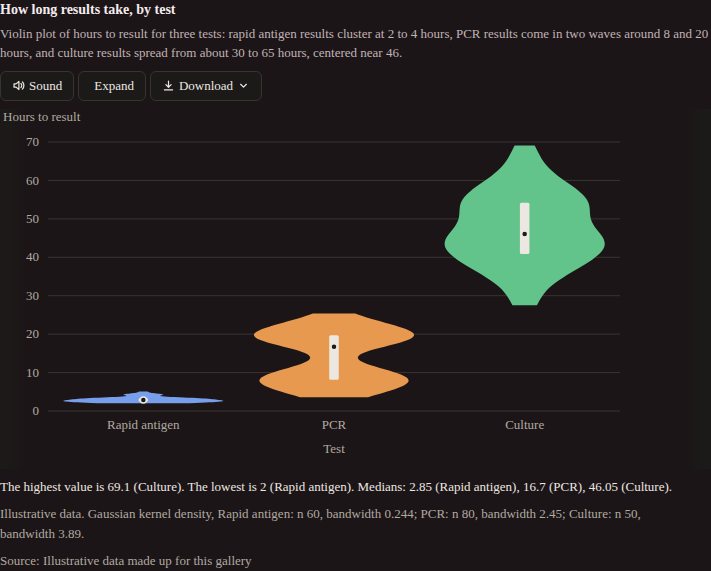 How long results take, by test
Violin plot of hours to result for three tests: rapid antigen results cluster at 2 to 4 hours, PCR results come in two waves around 8 and 20
hours, and culture results spread from about 30 to 65 hours, centered near 46.
Sound Expand Download
Hours to result
70
60
50
40
30
20
10
0
Rapid antigen PCR Culture
Test
The highest value is 69.1 (Culture). The lowest is 2 (Rapid antigen). Medians: 2.85 (Rapid antigen), 16.7 (PCR), 46.05 (Culture).
Illustrative data. Gaussian kernel density, Rapid antigen: n 60, bandwidth 0.244; PCR: n 80, bandwidth 2.45; Culture: n 50,
bandwidth 3.89.
Source: Illustrative data made up for this gallery